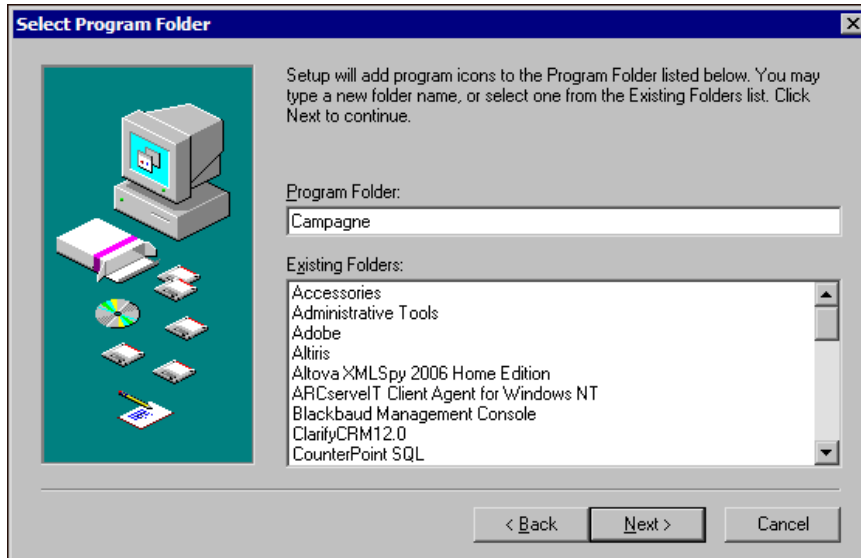 Select Program Folder
Setup will add program icons to the Program Folder listed below. You may
type a new folder name, or select one from the Existing Folders list. Click
Next to continue.
Program Folder:
Campagne
Existing Folders:
Accessories
Administrative Tools
Adobe
Altiris
Altova XMLSpy 2006 Home Edition
ARCserveIT Client Agent for Windows NT
Blackbaud Management Console
ClarifyCRM12.0
CounterPoint SQL
< Back
Next >
Cancel